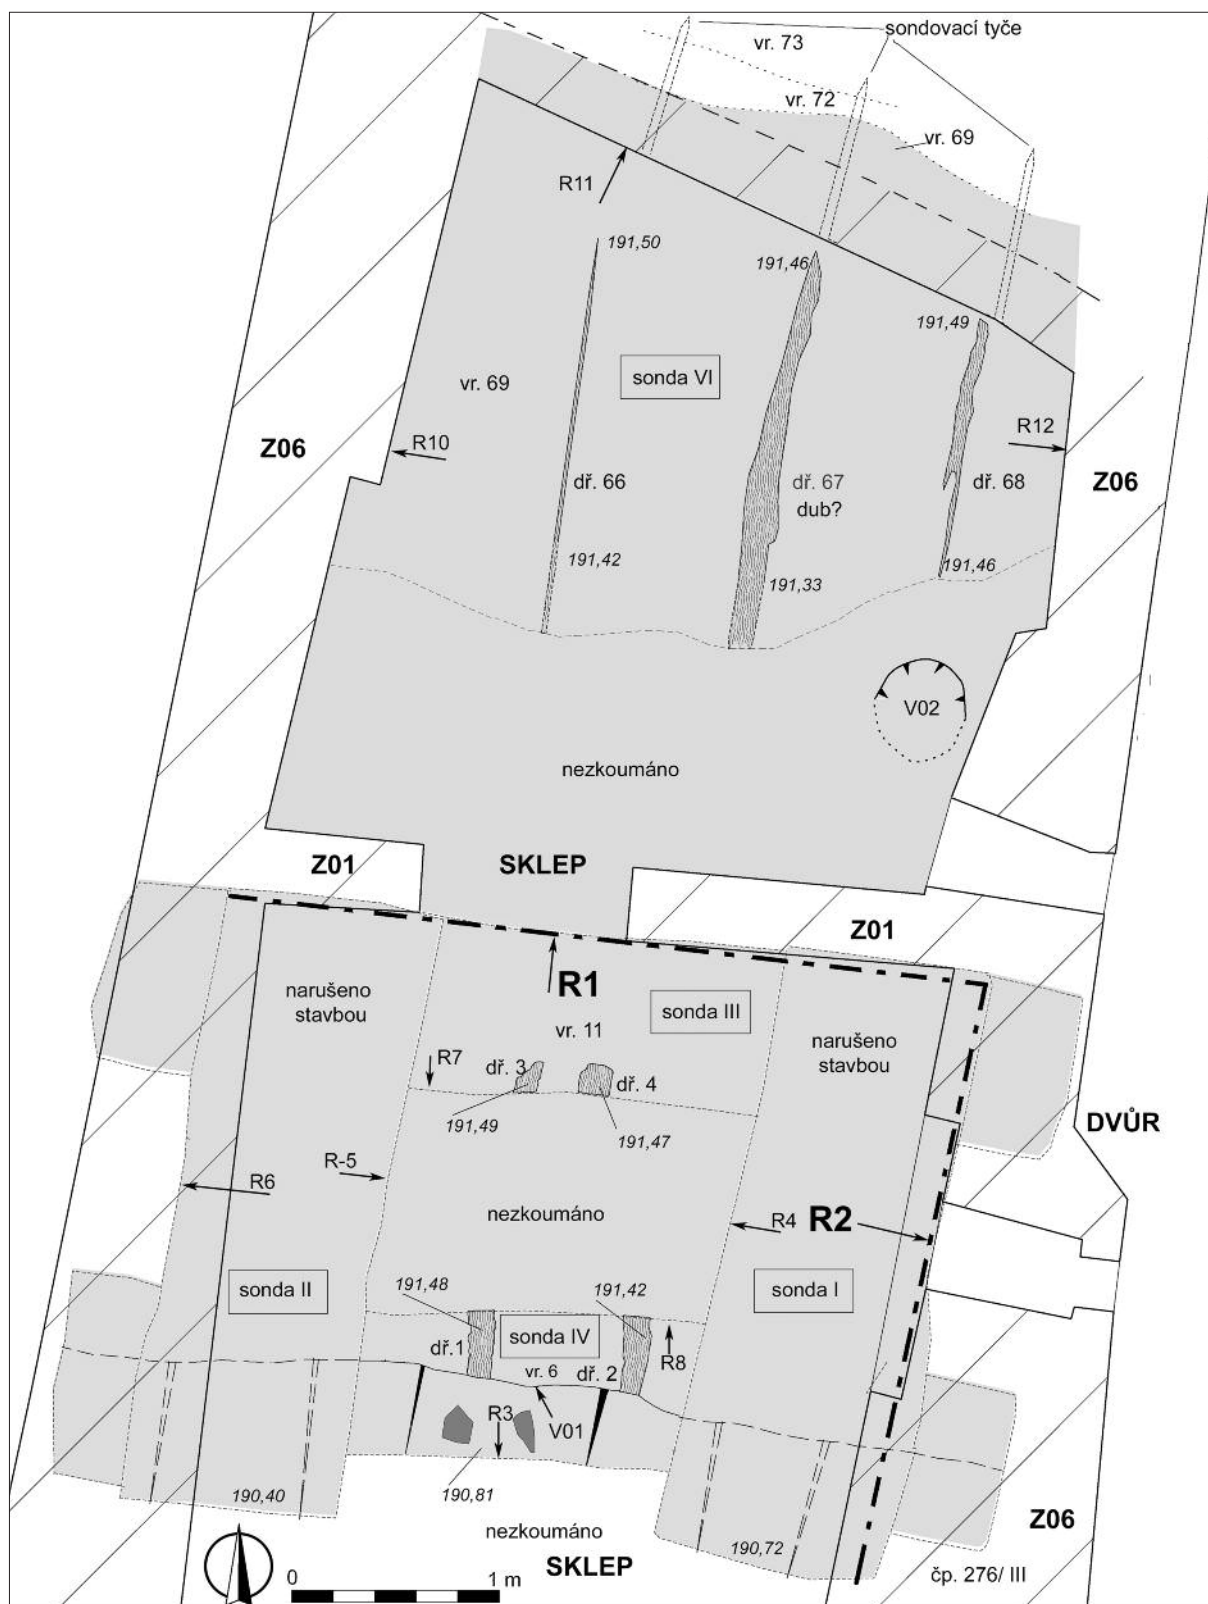 sondovací tyče
vr. 73
vr. 72
vr. 69
R11
191,50
191,46
191,49
sonda VI
vr. 69
R10
R12
Z06
Z06
dř. 66
dř. 67
dub?
dř. 68
191,42
191,33
191,46
V02
nezkoumáno
Z01
SKLEP
Z01
R1
narušeno
stavbou
sonda III
vr. 11
narušeno
stavbou
R7
dř. 3
dř. 4
191,49
191,47
DVŮR
R-5
R6
nezkoumáno
R4
R2
191,48
191,42
sonda II
sonda I
sonda IV
dř.1
vr. 6
dř. 2
R8
R3
V01
190,40
190,81
nezkoumáno
190,72
Z06
SKLEP
čp. 276/ III
0
1 m